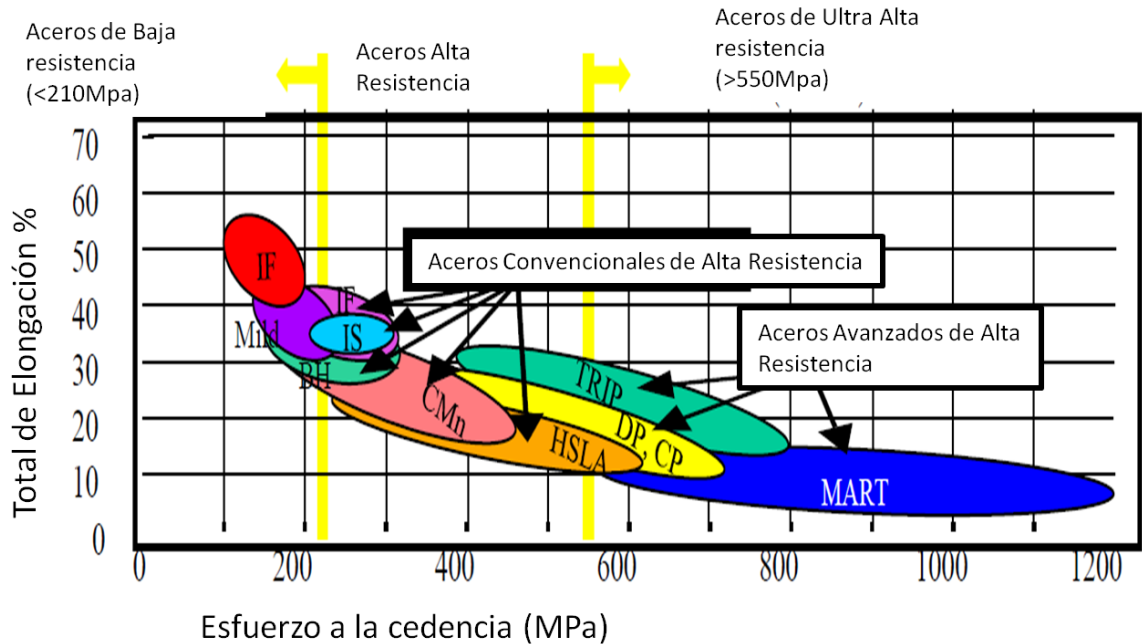 Aceros de Baja
resistencia
(<210Mpa)
Aceros Alta
Resistencia
Aceros de Ultra Alta
resistencia
(>550Mpa)
Total de Elongación %
70
60
50
40
30
20
10
0
IF
Mild
IF
IS
BH
CMn
HSLA
TRIP
DP, CP
MART
Aceros Convencionales de Alta Resistencia
Aceros Avanzados de Alta
Resistencia
0 200 400 600 800 1000 1200
Esfuerzo a la cedencia (MPa)